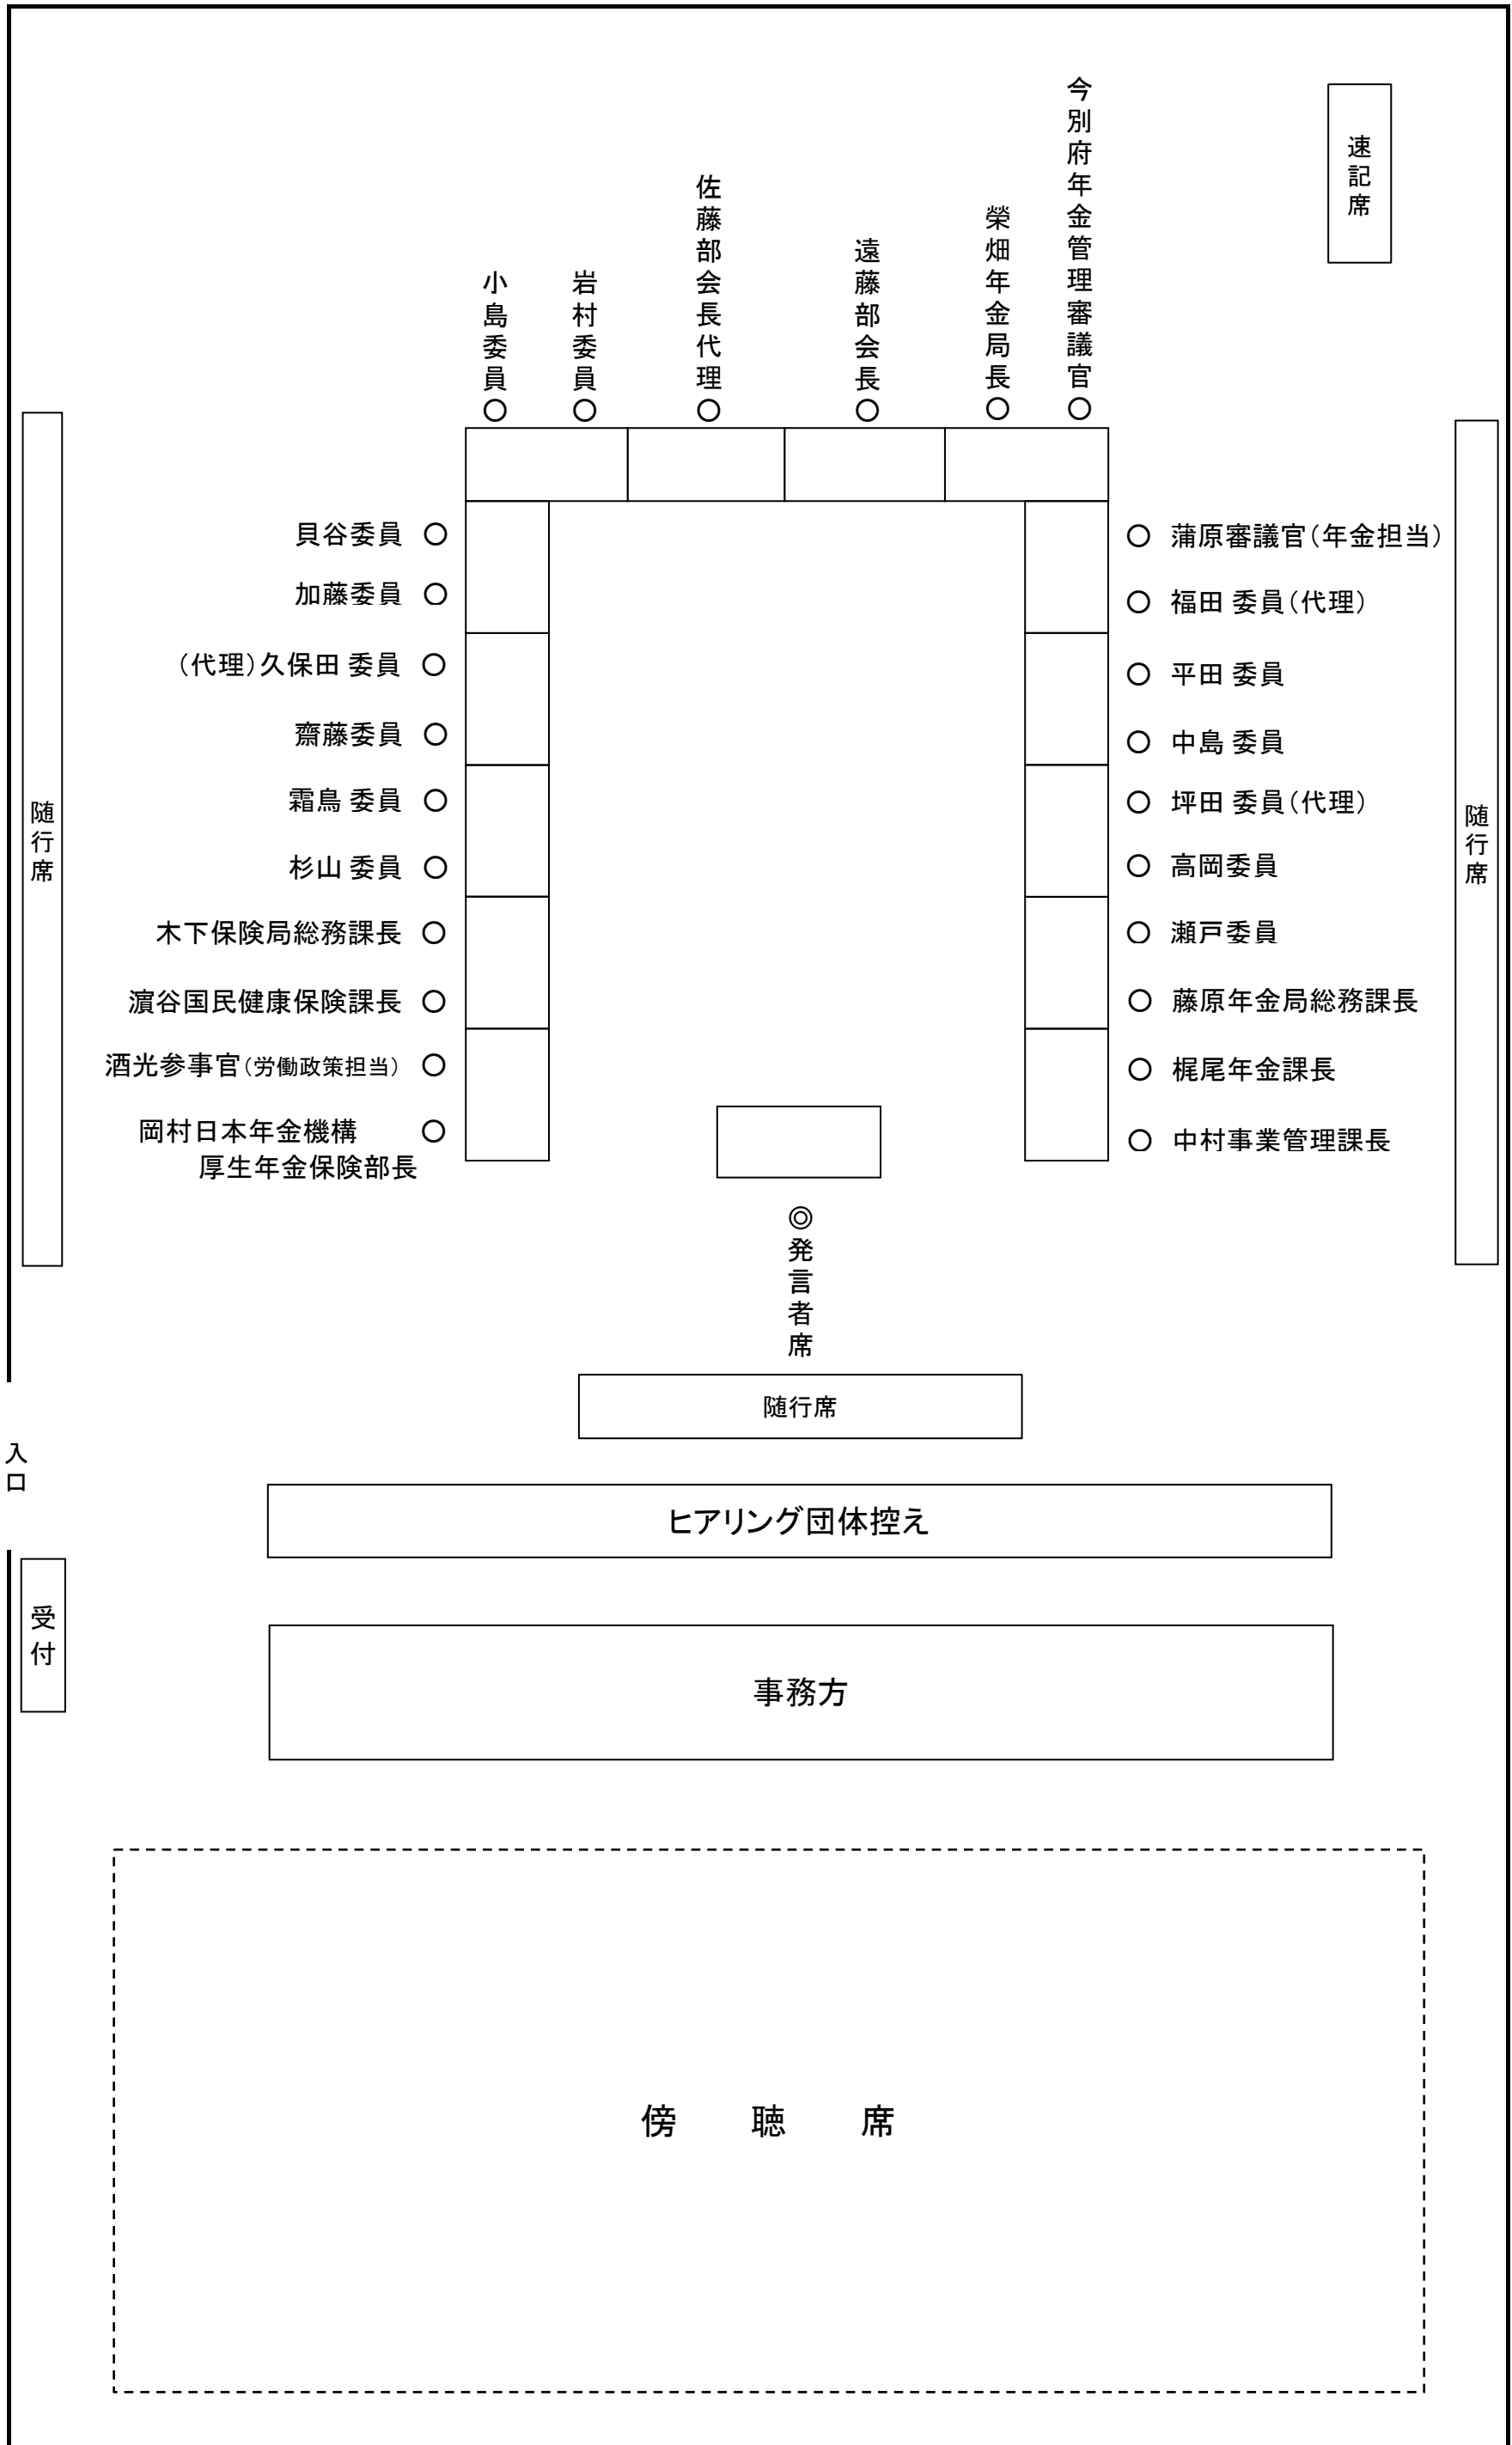 速記席
小島委員○
岩村委員○
佐藤部会長代理○
遠藤部会長○
榮畑年金局長○
今別府年金管理審議官○
随行席
貝谷委員 ○
加藤委員 ○
（代理）久保田 委員 ○
齋藤委員 ○
霜鳥 委員 ○
杉山 委員 ○
木下保険局総務課長 ○
濵谷国民健康保険課長 ○
酒光参事官（労働政策担当） ○
岡村日本年金機構 ○
厚生年金保険部長
○ 蒲原審議官（年金担当）
○ 福田 委員（代理）
○ 平田 委員
○ 中島 委員
○ 坪田 委員（代理）
○ 高岡委員
○ 瀬戸委員
○ 藤原年金局総務課長
○ 梶尾年金課長
○ 中村事業管理課長
随行席
◎発言者席
随行席
入口
ヒアリング団体控え
受付
事務方
傍　聴　席